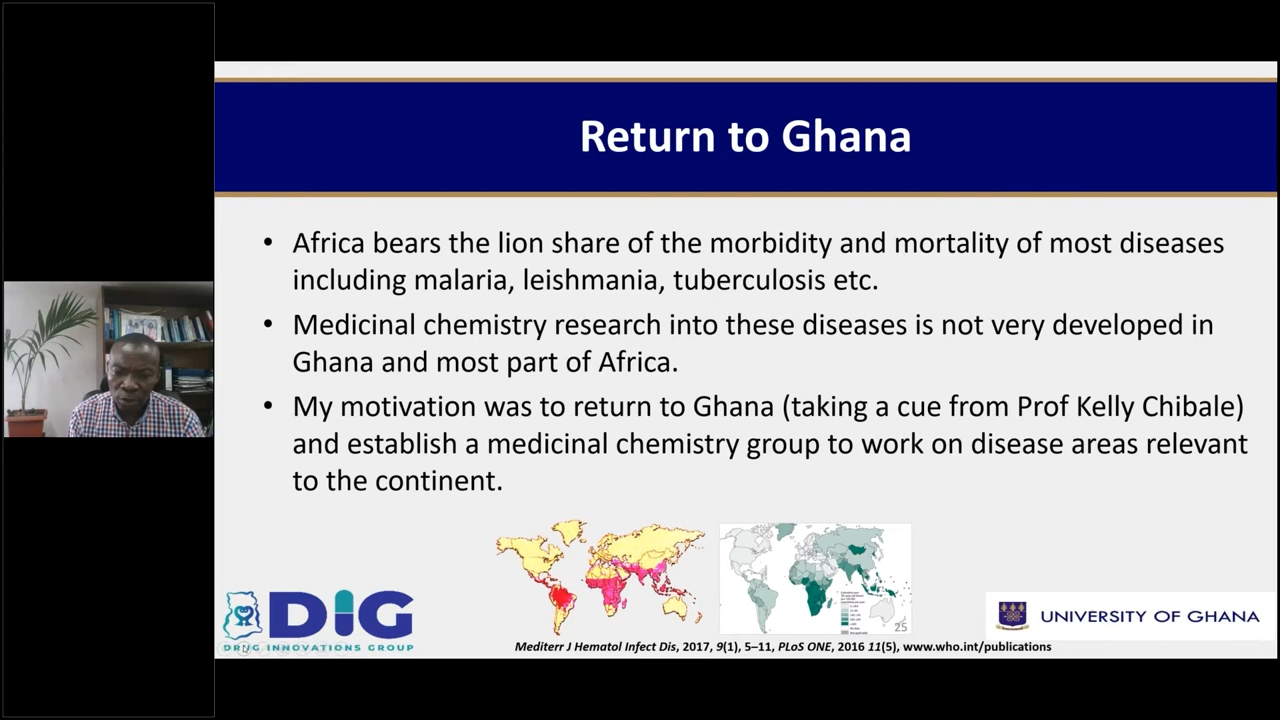 Return to Ghana
• Africa bears the lion share of the morbidity and mortality of most diseases
including malaria, leishmania, tuberculosis etc.
• Medicinal chemistry research into these diseases is not very developed in
Ghana and most part of Africa.
• My motivation was to return to Ghana (taking a cue from Prof Kelly Chibale)
and establish a medicinal chemistry group to work on disease areas relevant
to the continent.
25
DIG
DRUG INNOVATIONS GROUP
UNIVERSITY OF GHANA
Mediterr J Hematol Infect Dis, 2017, 9(1), 5–11, PLoS ONE, 2016 11(5), www.who.int/publications